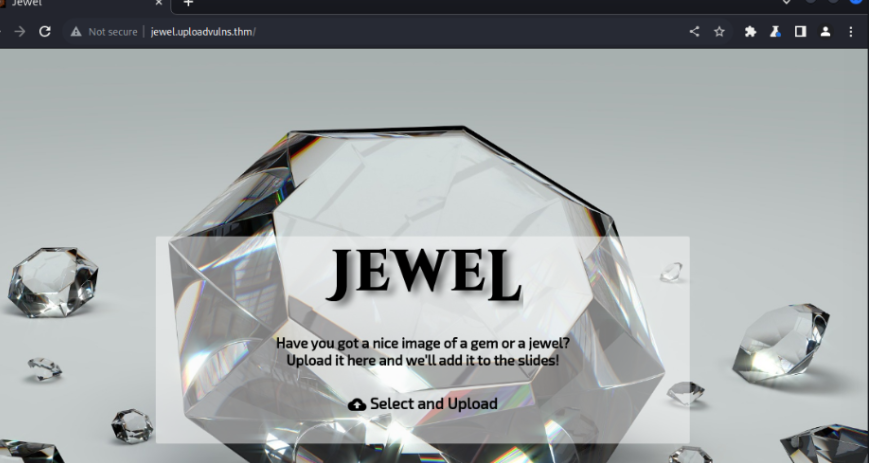 Jewel
Not secure
jewel.uploadvulns.thm/
JEWEL
Have you got a nice image of a gem or a jewel?
Upload it here and we'll add it to the slides!
Select and Upload